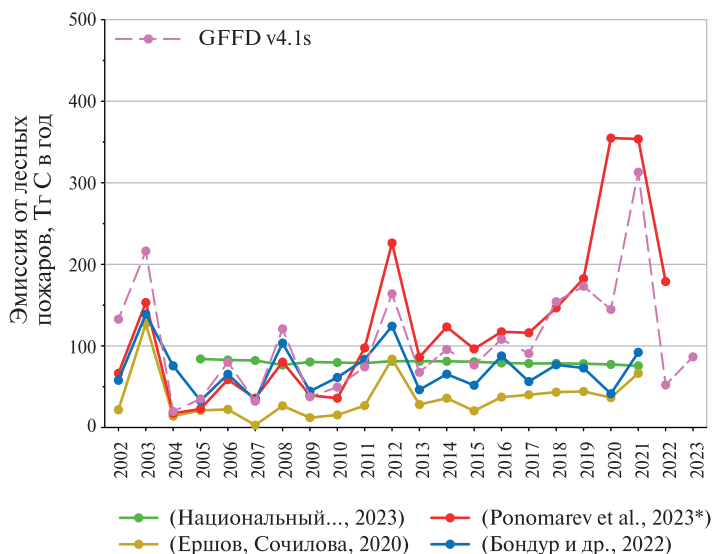 500
GFFD v4.1s
400
300
200
100
0
Эмиссия от лесных
пожаров, Тг С в год
2002 2003 2004 2005 2006 2007 2008 2009 2010 2011 2012 2013 2014 2015 2016 2017 2018 2019 2020 2021 2022 2023
(Национальный..., 2023) (Ponomarev et al., 2023*)
(Ершов, Сочилова, 2020) (Бондур и др., 2022)